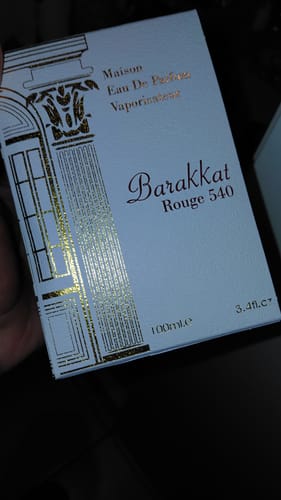 Maison
Eau De Parfum
Vaporisateur
Barakkat
Rouge 540
100ml.e
3.4fl.oz